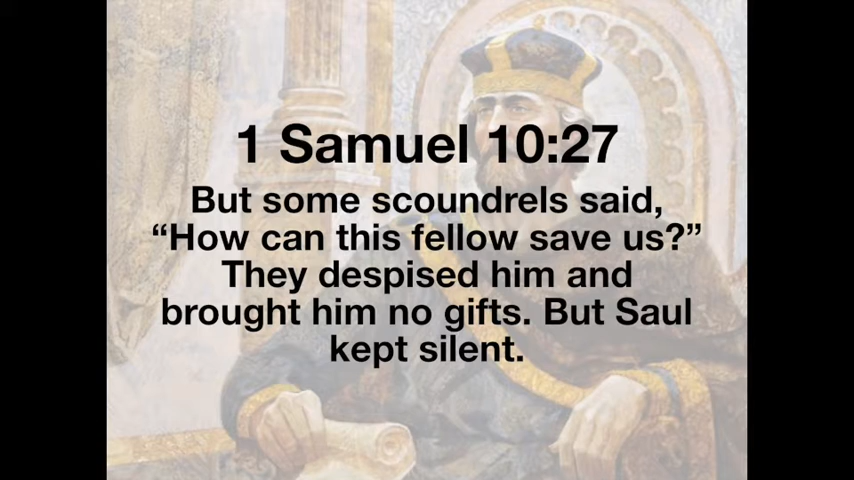 1 Samuel 10:27
But some scoundrels said,
“How can this fellow save us?”
They despised him and
brought him no gifts. But Saul
kept silent.